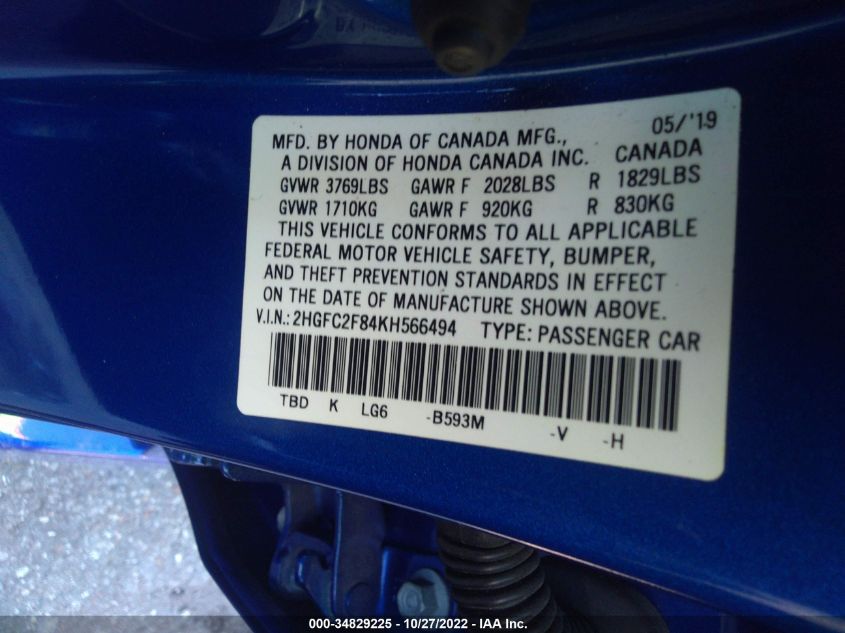 05/'19
MFD. BY HONDA OF CANADA MFG.,
A DIVISION OF HONDA CANADA INC. CANADA
GVWR 3769LBS GAWR F 2028LBS R 1829LBS
GVWR 1710KG GAWR F 920KG R 830KG
THIS VEHICLE CONFORMS TO ALL APPLICABLE
FEDERAL MOTOR VEHICLE SAFETY, BUMPER,
AND THEFT PREVENTION STANDARDS IN EFFECT
ON THE DATE OF MANUFACTURE SHOWN ABOVE.
V.I.N.: 2HGFC2F84KH566494 TYPE: PASSENGER CAR
TBD K LG6 -B593M -V -H
000-34829225 - 10/27/2022 - IAA Inc.